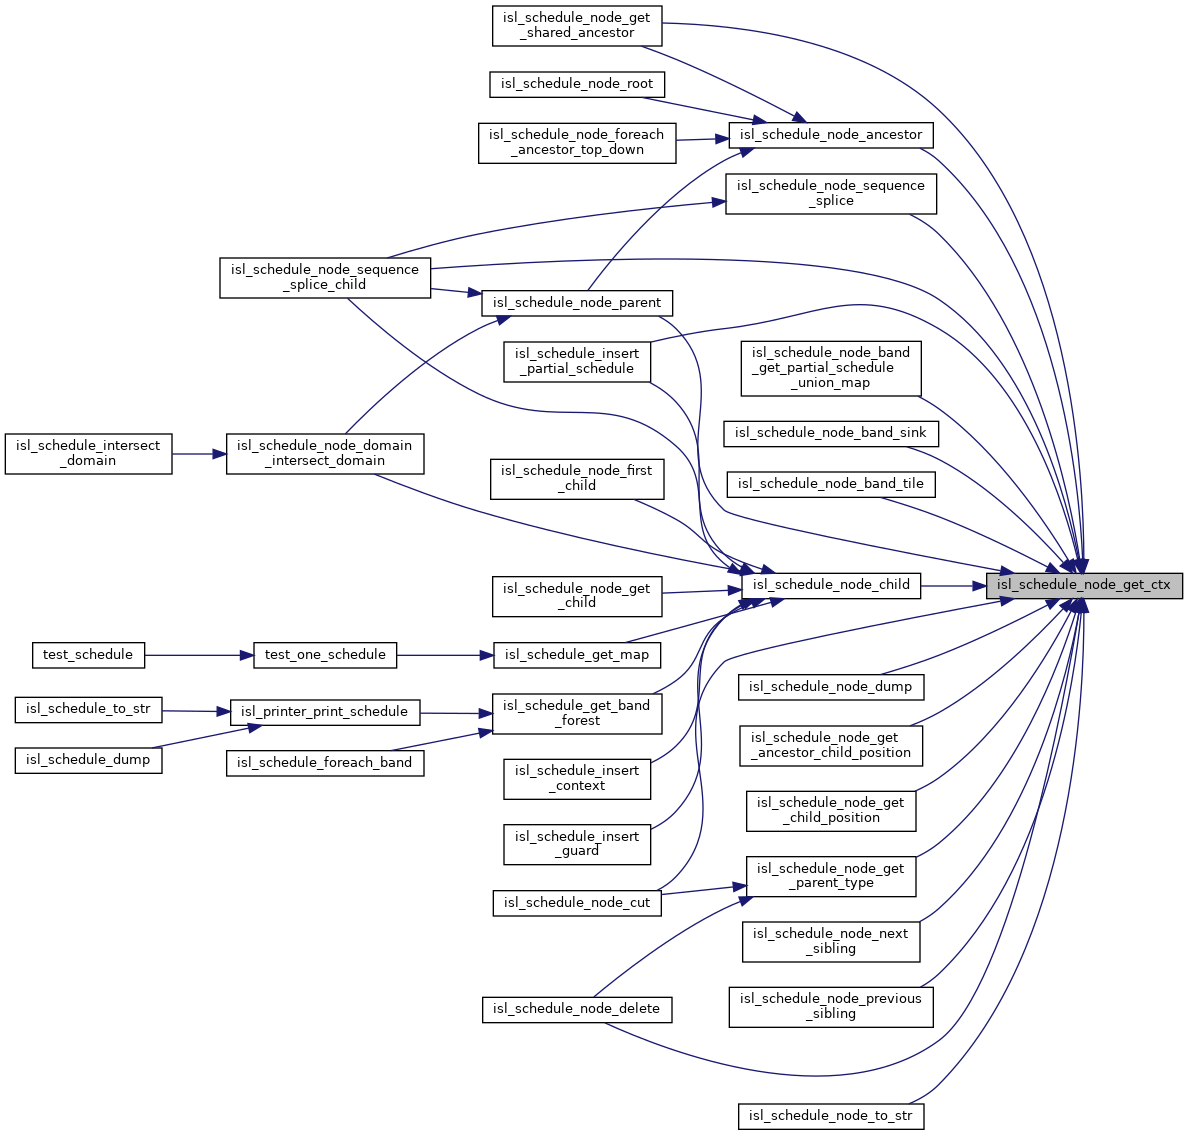 isl_schedule_node_get
_shared_ancestor
isl_schedule_node_root
isl_schedule_node_foreach
_ancestor_top_down
isl_schedule_node_ancestor
isl_schedule_node_sequence
_splice
isl_schedule_node_sequence
_splice_child
isl_schedule_node_parent
isl_schedule_insert
_partial_schedule
isl_schedule_node_band
_get_partial_schedule
_union_map
isl_schedule_node_band_sink
isl_schedule_intersect
_domain
isl_schedule_node_domain
_intersect_domain
isl_schedule_node_first
_child
isl_schedule_node_band_tile
isl_schedule_node_get
_child
isl_schedule_node_child
isl_schedule_node_get_ctx
test_schedule
test_one_schedule
isl_schedule_get_map
isl_schedule_node_dump
isl_schedule_to_str
isl_printer_print_schedule
isl_schedule_get_band
_forest
isl_schedule_dump
isl_schedule_foreach_band
isl_schedule_node_get
_ancestor_child_position
isl_schedule_insert
_context
isl_schedule_node_get
_child_position
isl_schedule_insert
_guard
isl_schedule_node_get
_parent_type
isl_schedule_node_cut
isl_schedule_node_next
_sibling
isl_schedule_node_delete
isl_schedule_node_previous
_sibling
isl_schedule_node_to_str